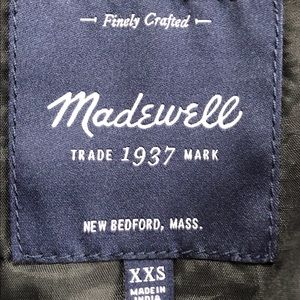 Finely Crafted
Madewell
TRADE 1937 MARK
NEW BEDFORD, MASS.
XXS
MADE IN
INDIA